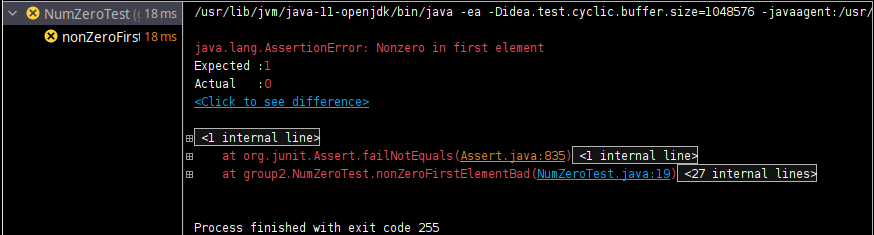 NumZeroTest (g 18 ms
nonZeroFirst 18 ms
/usr/lib/jvm/java-11-openjdk/bin/java -ea -Didea.test.cyclic.buffer.size=1048576 -javaagent:/usr/
java.lang.AssertionError: Nonzero in first element
Expected :1
Actual :0
<Click to see difference>
<1 internal line>
at org.junit.Assert.failNotEquals(Assert.java:835) <1 internal line>
at group2.NumZeroTest.nonZeroFirstElementBad(NumZeroTest.java:19) <27 internal lines>
Process finished with exit code 255